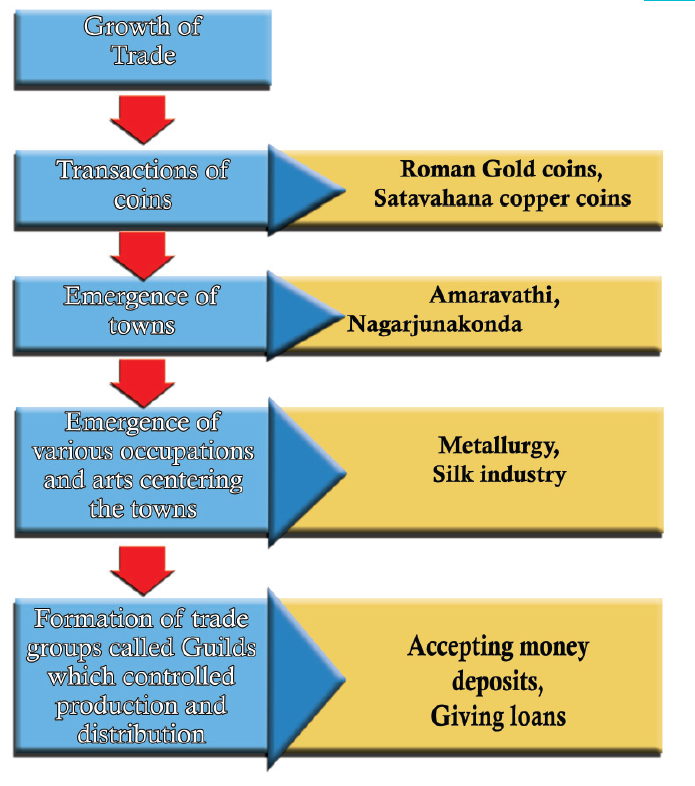 Growth of
Trade
Transactions of
coins
Roman Gold coins,
Satavahana copper coins
Emergence of
towns
Amaravathi,
Nagarjunakonda
Emergence of
various occupations
and arts centering
the towns
Metallurgy,
Silk industry
Formation of trade
groups called Guilds
which controlled
production and
distribution
Accepting money
deposits,
Giving loans